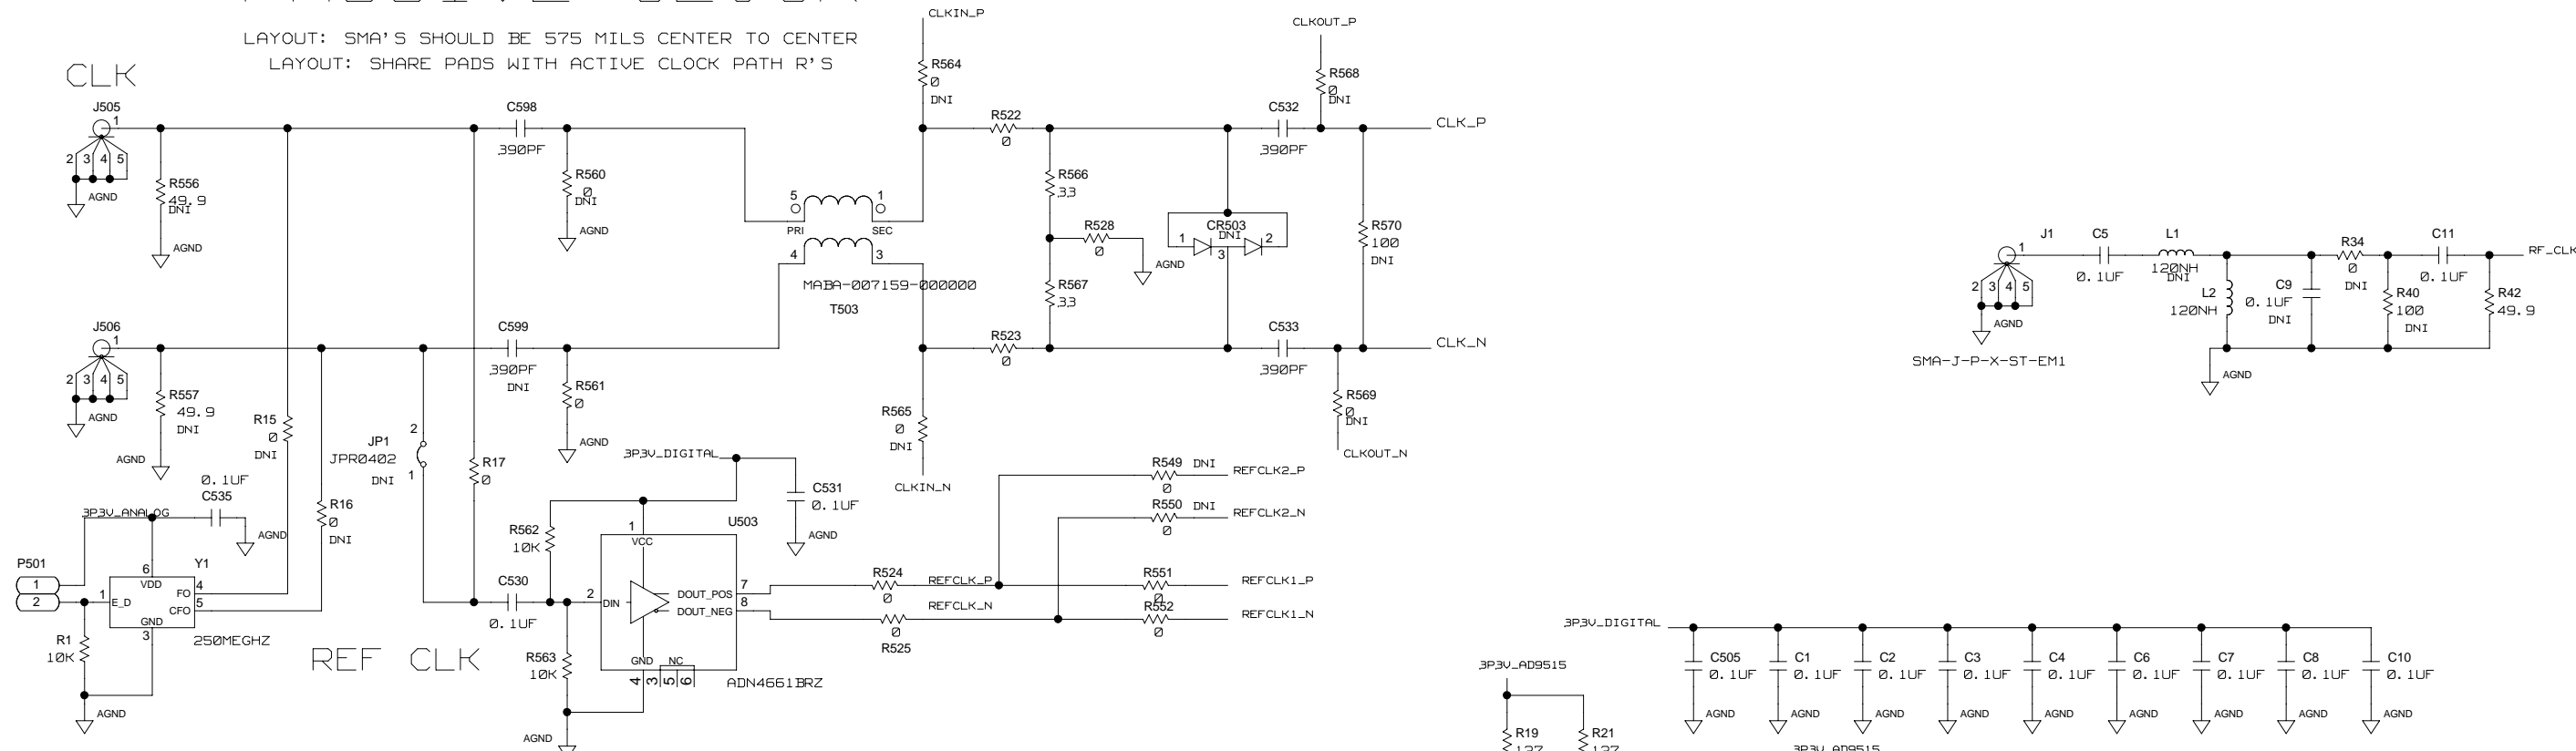 LAYOUT: SMA'S SHOULD BE 575 MILS CENTER TO CENTER
LAYOUT: SHARE PADS WITH ACTIVE CLOCK PATH R'S
CLK
CLKIN_P
CLKOUT_P
R564
0
DNI
R568
0
DNI
J505
1
2 3 4 5
AGND
R556
49.9
DNI
AGND
C598
390PF
R560
0
DNI
AGND
5
1
PRI
SEC
4
3
MABA-007159-000000
T503
R522
0
R566
33
R528
0
AGND
R567
33
R523
0
C532
390PF
CLK_P
CR503
DNI
1
2
3
R570
100
DNI
C533
390PF
CLK_N
R569
0
DNI
CLKOUT_N
R565
0
DNI
CLKIN_N
J506
1
2 3 4 5
AGND
R557
49.9
DNI
AGND
C599
390PF
DNI
R561
0
AGND
R15
0
DNI
R16
0
DNI
JP1
JPR0402
DNI
2
1
R17
0
3P3V_ANALOG
0.1UF
C535
AGND
P501
1
2
Y1
6
VDD
1
E_D
FO
4
CFO
5
GND
3
250MEGHZ
R1
10K
AGND
REF CLK
3P3V_DIGITAL
C531
0.1UF
AGND
R562
10K
C530
0.1UF
R563
10K
AGND
U503
1
VCC
2
DIN
DOUT_POS
7
DOUT_NEG
8
GND
NC
4 3 5 6
ADN4661BRZ
R524
0
REFCLK_P
R525
0
REFCLK_N
R549
DNI
0
REFCLK2_P
R550
DNI
0
REFCLK2_N
R551
0
REFCLK1_P
R552
0
REFCLK1_N
J1
1
2 3 4 5
AGND
SMA-J-P-X-ST-EM1
C5
0.1UF
L1
120NH
DNI
L2
120NH
C9
0.1UF
DNI
R34
0
DNI
R40
100
DNI
C11
0.1UF
R42
49.9
RF_CLK
AGND
3P3V_DIGITAL
C505
0.1UF
AGND
C1
0.1UF
AGND
C2
0.1UF
AGND
C3
0.1UF
AGND
C4
0.1UF
AGND
C6
0.1UF
AGND
C7
0.1UF
AGND
C8
0.1UF
AGND
C10
0.1UF
AGND
3P3V_AD9515
R19
R21
3P3V_AD9515